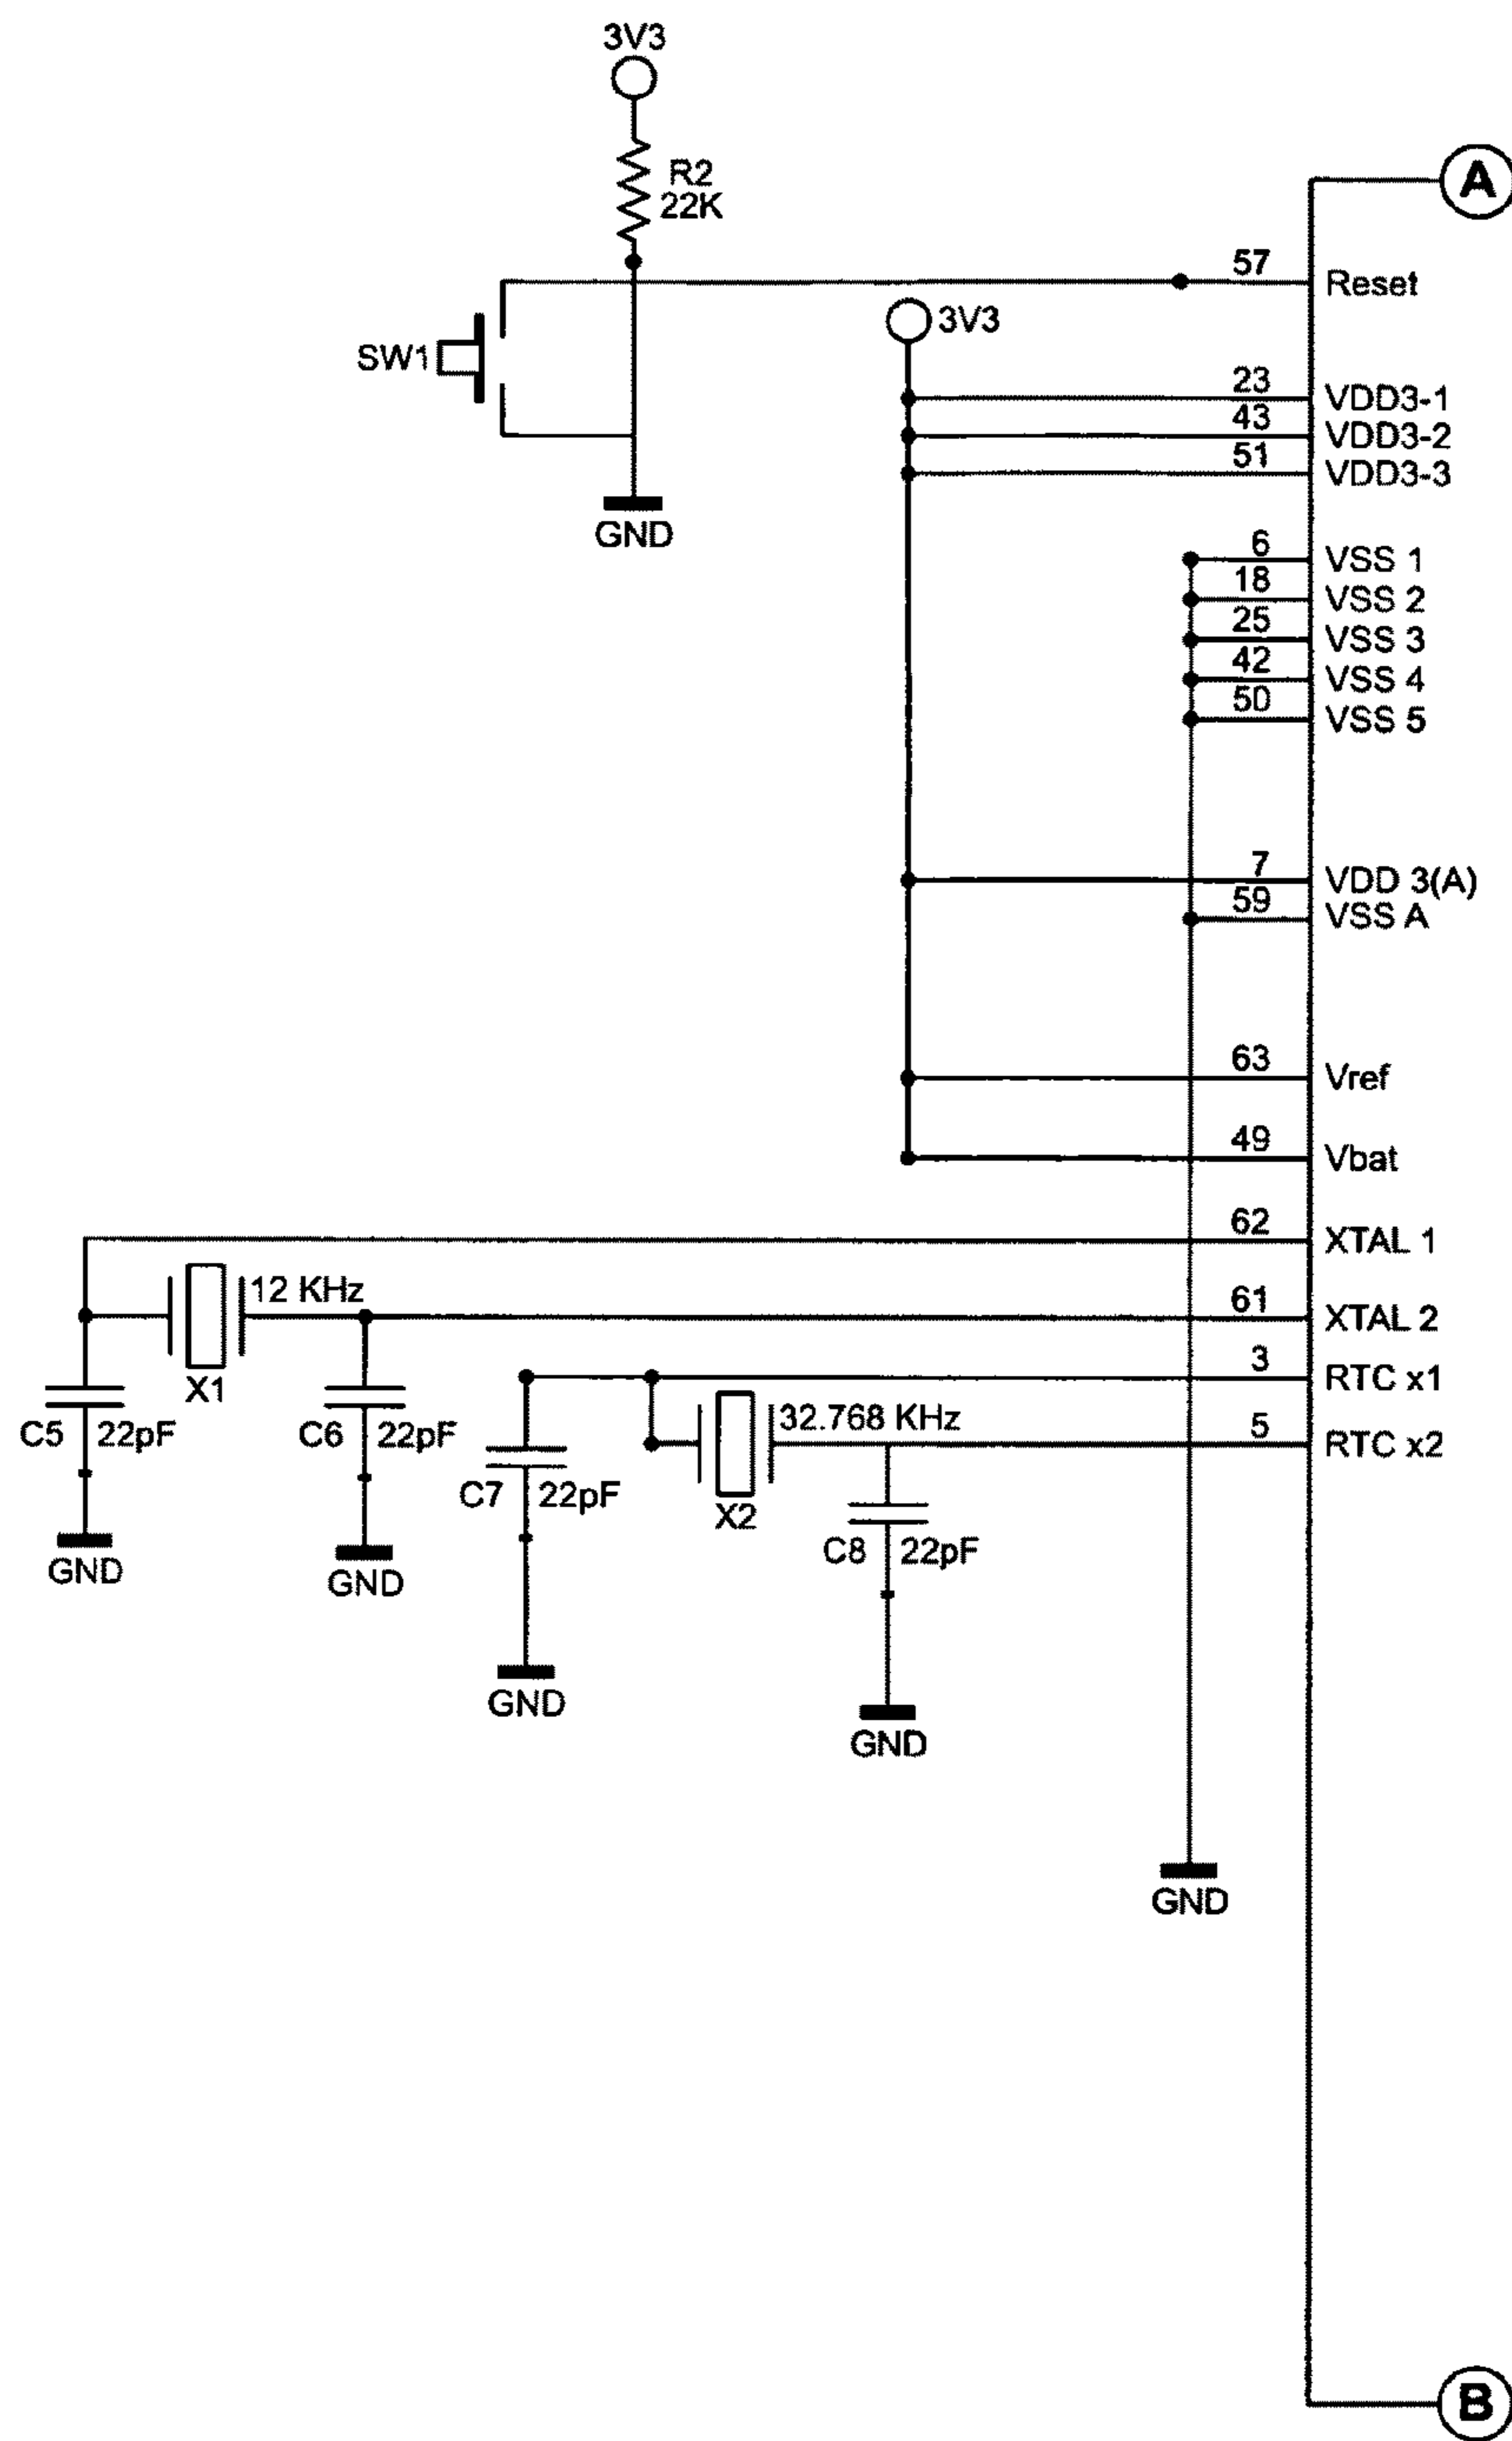 3V3
R2
22K
A
57
Reset
3V3
SW1
23
VDD3-1
43
VDD3-2
51
VDD3-3
GND
6
VSS 1
18
VSS 2
25
VSS 3
42
VSS 4
50
VSS 5
7
VDD 3(A)
59
VSS A
63
Vref
49
Vbat
62
XTAL 1
12 KHz
61
XTAL 2
3
RTC x1
X1
32.768 KHz
5
RTC x2
C5 22pF
C6 22pF
C7 22pF
X2
C8 22pF
GND
GND
GND
GND
GND
B